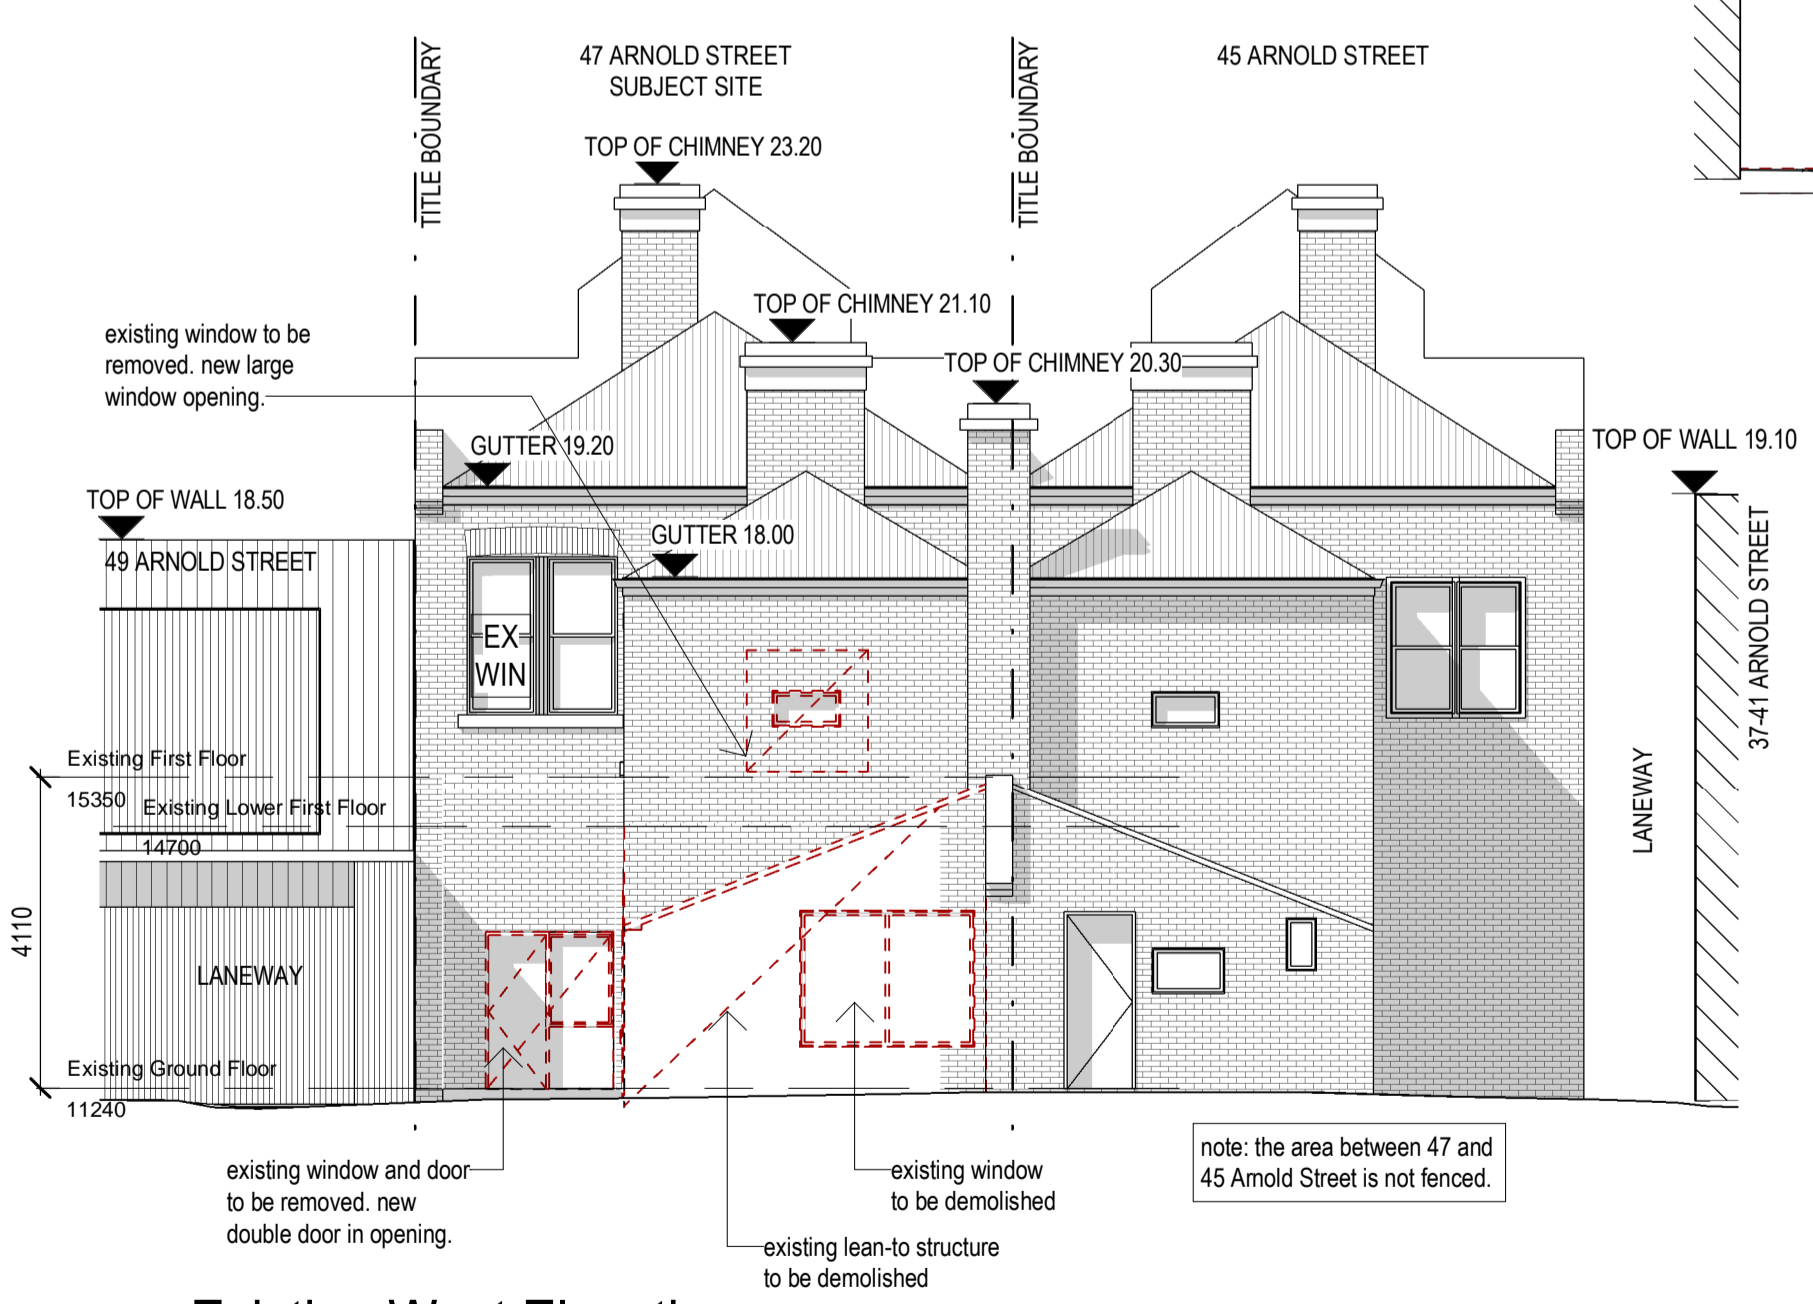 47 ARNOLD STREET
SUBJECT SITE
45 ARNOLD STREET
TITLE BOUNDARY
TITLE BOUNDARY
TOP OF CHIMNEY 23.20
TOP OF CHIMNEY 21.10
TOP OF CHIMNEY 20.30
existing window to be
removed. new large
window opening.
GUTTER 19.20
TOP OF WALL 19.10
TOP OF WALL 18.50
GUTTER 18.00
49 ARNOLD STREET
EX
WIN
37-41 ARNOLD STREET
LANEWAY
Existing First Floor
15350
Existing Lower First Floor
14700
4110
LANEWAY
Existing Ground Floor
11240
existing window and door
to be removed. new
double door in opening.
existing window
to be demolished
existing lean-to structure
to be demolished
note: the area between 47 and
45 Arnold Street is not fenced.